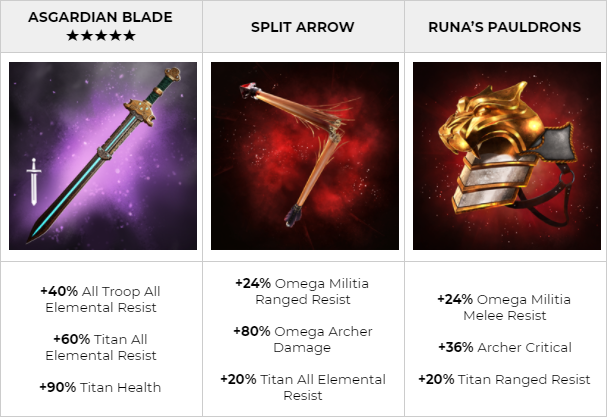 ASGARDIAN BLADE
★★★★★
SPLIT ARROW
RUNA'S PAULDRONS
+40% All Troop All
Elemental Resist
+60% Titan All
Elemental Resist
+90% Titan Health
+24% Omega Militia
Ranged Resist
+80% Omega Archer
Damage
+20% Titan All Elemental
Resist
+24% Omega Militia
Melee Resist
+36% Archer Critical
+20% Titan Ranged Resist